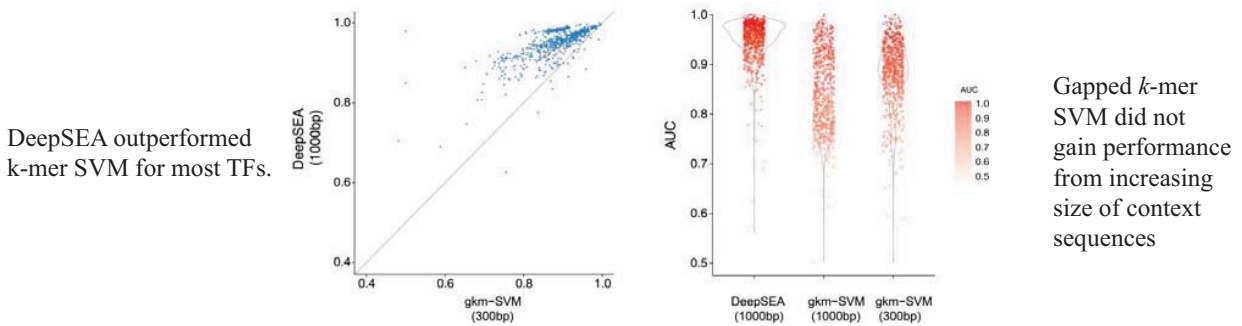 DeepSEA outperformed
k-mer SVM for most TFs.
DeepSEA
(1000bp)
1.0
0.8
0.6
0.4
0.4
0.6
0.8
1.0
gkm−SVM
(300bp)
AUC
1.0
0.9
0.8
0.7
0.6
0.5
DeepSEA
(1000bp)
gkm−SVM
(1000bp)
gkm−SVM
(300bp)
AUC
1.0
0.9
0.8
0.7
0.6
0.5
Gapped k-mer
SVM did not
gain performance
from increasing
size of context
sequences